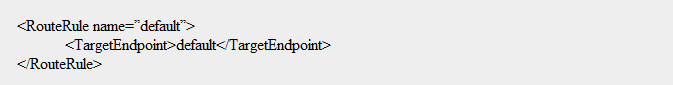 <RouteRule name=”default”>
<TargetEndpoint>default</TargetEndpoint>
</RouteRule>